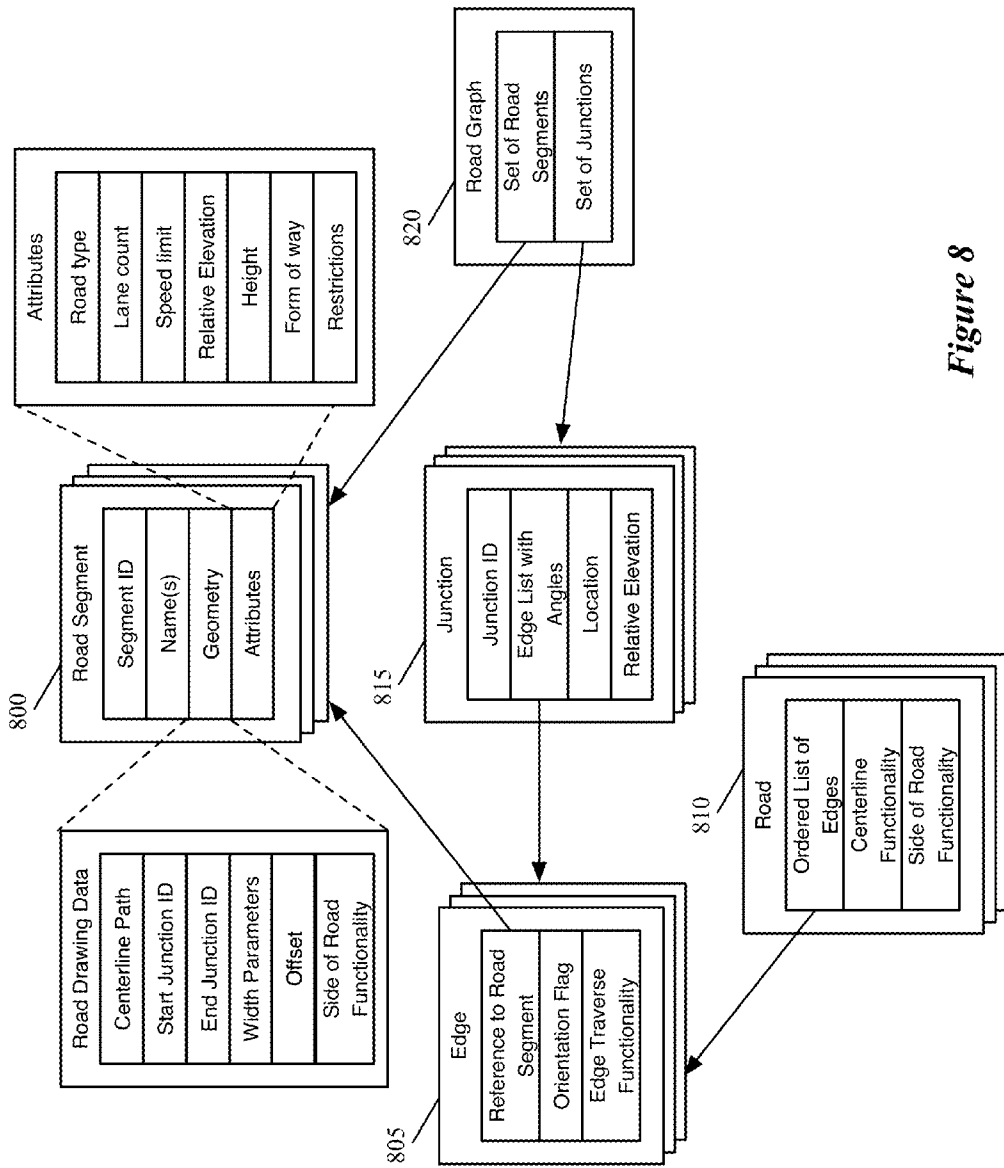 Road Drawing Data
Centerline Path
Start Junction ID
End Junction ID
Width Parameters
Offset
Side of Road
Functionality
800
Road Segment
Segment ID
Name(s)
Geometry
Attributes
Attributes
Road type
Lane count
Speed limit
Relative Elevation
Height
Form of way
Restrictions
805
Edge
Reference to Road
Segment
Orientation Flag
Edge Traverse
Functionality
815
Junction
Junction ID
Edge List with
Angles
Location
Relative Elevation
820
Road Graph
Set of Road
Segments
Set of Junctions
810
Road
Ordered List of
Edges
Centerline
Functionality
Side of Road
Functionality
Figure 8